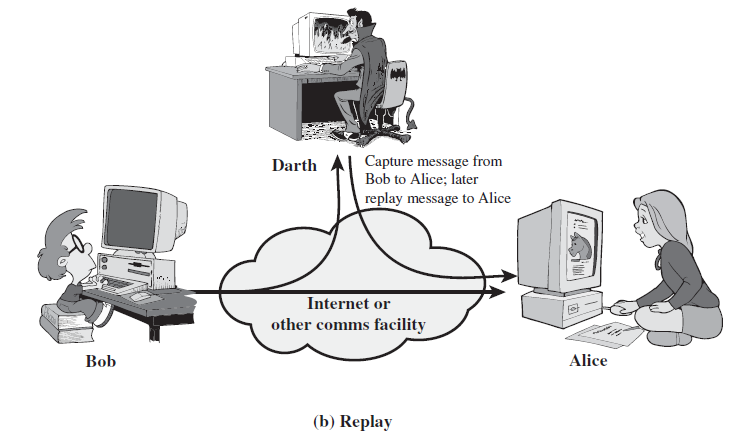 Darth
Capture message from
Bob to Alice; later
replay message to Alice
Internet or
other comms facility
Bob
Alice
(b) Replay